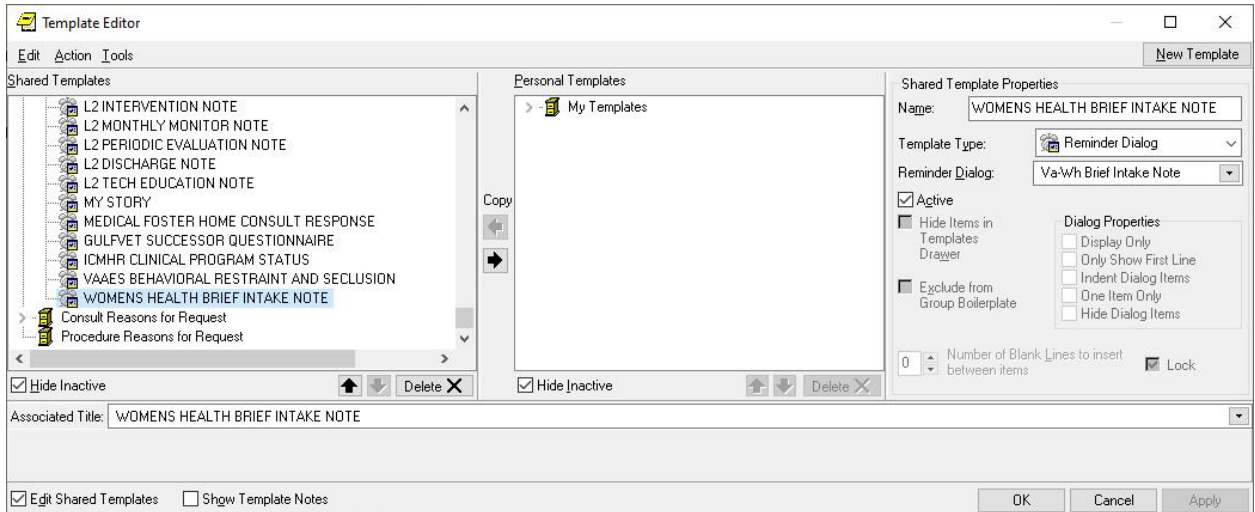 Template Editor
Edit Action Tools
New Template
Shared Templates
L2 INTERVENTION NOTE
L2 MONTHLY MONITOR NOTE
L2 PERIODIC EVALUATION NOTE
L2 DISCHARGE NOTE
L2 TECH EDUCATION NOTE
MY STORY
MEDICAL FOSTER HOME CONSULT RESPONSE
GULFVET SUCCESSOR QUESTIONNAIRE
ICMHR CLINICAL PROGRAM STATUS
VAAES BEHAVIORAL RESTRAINT AND SECLUSION
WOMENS HEALTH BRIEF INTAKE NOTE
Consult Reasons for Request
Procedure Reasons for Request
Hide Inactive
Delete
Copy
Personal Templates
My Templates
Hide Inactive
Delete
Shared Template Properties
Name: WOMENS HEALTH BRIEF INTAKE NOTE
Template Type: Reminder Dialog
Reminder Dialog: Va-Wh Brief Intake Note
Active
Hide Items in
Templates
Drawer
Exclude from
Group Boilerplate
Dialog Properties
Display Only
Only Show First Line
Indent Dialog Items
One Item Only
Hide Dialog Items
0 Number of Blank Lines to insert
between items
Lock
Associated Title: WOMENS HEALTH BRIEF INTAKE NOTE
Edit Shared Templates Show Template Notes
OK Cancel Apply